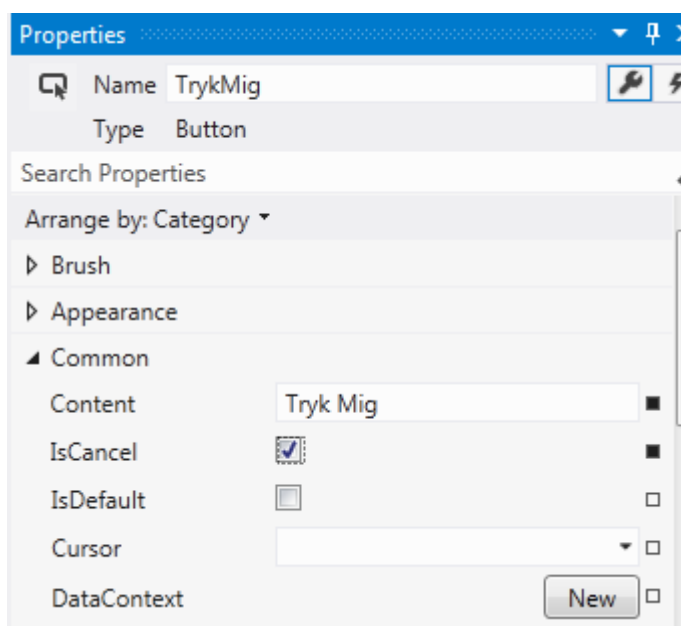 Properties
Name TrykMig
Type Button
Search Properties
Arrange by: Category
Brush
Appearance
Common
Content Tryk Mig
IsCancel
IsDefault
Cursor
DataContext New